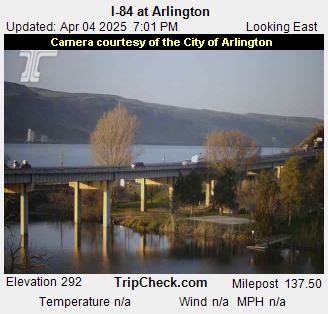 I-84 at Arlington
Updated: Apr 04 2025 7:01 PM Looking East
Camera courtesy of the City of Arlington
Elevation 292 TripCheck.com Milepost 137.50
Temperature n/a Wind n/a MPH n/a